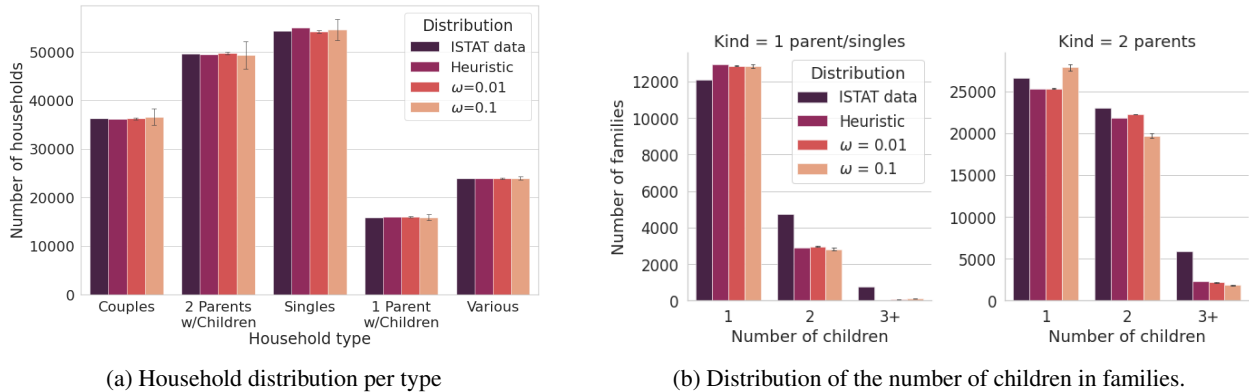 Number of households
50000
40000
30000
20000
10000
0
Distribution
ISTAT data
Heuristic
ω=0.01
ω=0.1
Couples
2 Parents
w/Children
Singles
1 Parent
w/Children
Various
Household type
(a) Household distribution per type
Kind = 1 parent/singles
Number of families
12000
10000
8000
6000
4000
2000
0
Distribution
ISTAT data
Heuristic
ω = 0.01
ω = 0.1
1
2
3+
Number of children
Kind = 2 parents
25000
20000
15000
10000
5000
0
1
2
3+
Number of children
(b) Distribution of the number of children in families.